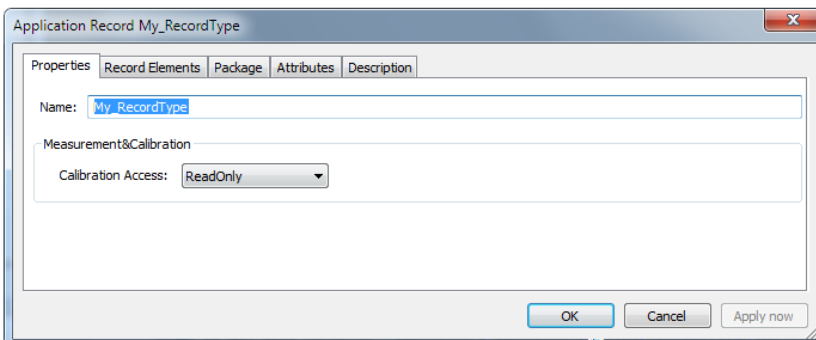 Application Record My_RecordType
Properties Record Elements Package Attributes Description
Name: My_RecordType
Measurement&Calibration
Calibration Access: ReadOnly
OK Cancel Apply now